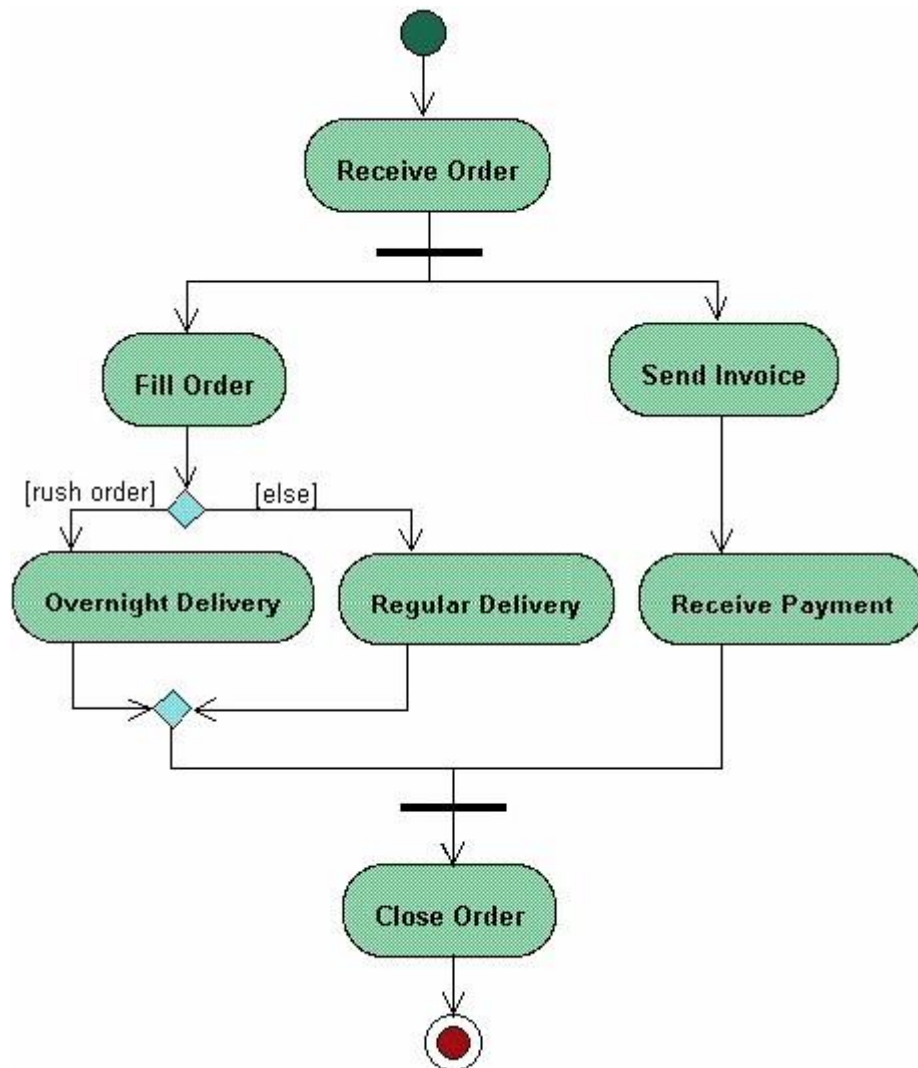 Receive Order
Fill Order
Send Invoice
[rush order]
[else]
Overnight Delivery
Regular Delivery
Receive Payment
Close Order